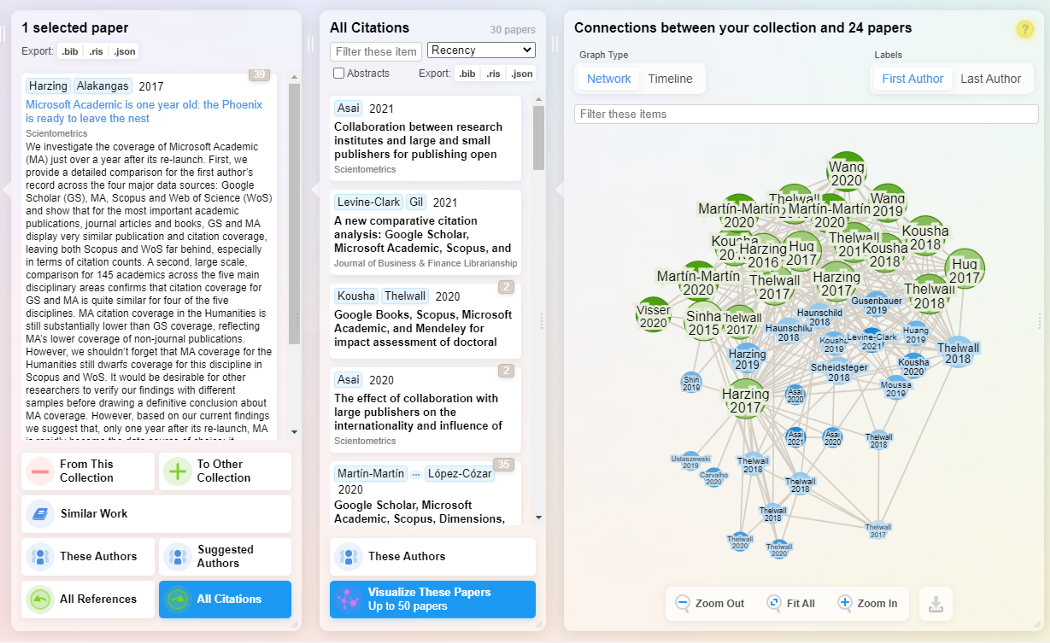 1 selected paper
Export: .bib .ris .json
39
Harzing Alakangas 2017
Microsoft Academic is one year old: the Phoenix
is ready to leave the nest
Scientometrics
We investigate the coverage of Microsoft Academic
(MA) just over a year after its re-launch. First, we
provide a detailed comparison for the first author's
record across the four major data sources: Google
Scholar (GS), MA, Scopus and Web of Science (WoS)
and show that for the most important academic
publications, journal articles and books, GS and MA
display very similar publication and citation coverage,
leaving both Scopus and WoS far behind, especially
in terms of citation counts. A second, large scale,
comparison for 145 academics across the five main
disciplinary areas confirms that citation coverage for
GS and MA is quite similar for four of the five
disciplines. MA citation coverage in the Humanities is
still substantially lower than GS coverage, reflecting
MA's lower coverage of non-journal publications.
However, we shouldn't forget that MA coverage for the
Humanities still dwarfs coverage for this discipline in
Scopus and WoS. It would be desirable for other
researchers to verify our findings with different
samples before drawing a definitive conclusion about
MA coverage. However, based on our current findings
we suggest that, only one year after its re-launch, MA
From This
Collection
To Other
Collection
Similar Work
These Authors
Suggested
Authors
All References
All Citations
All Citations
30 papers
Filter these item
Recency
Abstracts
Export: .bib .ris .json
Asai 2021
Collaboration between research
institutes and large and small
publishers for publishing open
Scientometrics
Levine-Clark Gil 2021
A new comparative citation
analysis: Google Scholar,
Microsoft Academic, Scopus, and
Journal of Business & Finance Librarianship
2
Kousha Thelwall 2020
Google Books, Scopus, Microsoft
Academic, and Mendeley for
impact assessment of doctoral
2
Asai 2020
The effect of collaboration with
large publishers on the
internationality and influence of
Scientometrics
35
Martín-Martín ... López-Cózar
2020
Google Scholar, Microsoft
Academic, Scopus, Dimensions,
These Authors
Visualize These Papers
Up to 50 papers
Connections between your collection and 24 papers
?
Graph Type
Network Timeline
Labels
First Author Last Author
Filter these items
Wang
2020
Thelwall
Wang
2019
Martín-Martín
2020
Martín-Martín
2020
Kousha
2018
Kousha
Harzing
2016
Huq
2017
Thelwall
Kousha
2018
Huq
2017
Martín-Martín
2020
Thelwall
2017
Harzing
2017
Thelwall
2018
Visser
2020
Sinha
2015
Thelwall
2017
Gusenbauer
2018
Haunschild
2018
Haunschild
2018
Kousha
2019
Levine-Clark
2021
Huang
2019
Thelwall
2018
Harzing
2019
Scheidsteger
2018
Kousha
2020
Shin
2019
Moussa
2019
Harzing
2017
Asai
2020
Asai
2021
Asai
2020
Thelwall
2018
Ustaszewski
2019
Carvalho
2020
Thelwall
2018
Thelwall
2018
Thelwall
2018
Thelwall
2017
Thelwall
2020
Thelwall
2020
Zoom Out
Fit All
Zoom In